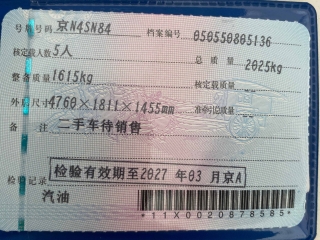 号牌号码 京N4SN84 档案编号 050550805136
核定载人数 5人 总质量 2025kg
整备质量 1615kg 核定载质量
外廓尺寸 4760×1811×1455mm 准牵引总质量
备注 二手车待销售
检验记录 检验有效期至2027年03月京A
汽油
*11X0020878585*